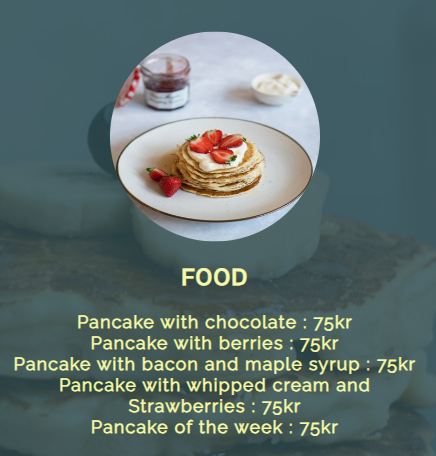 FOOD
Pancake with chocolate : 75kr
Pancake with berries : 75kr
Pancake with bacon and maple syrup : 75kr
Pancake with whipped cream and
Strawberries : 75kr
Pancake of the week : 75kr